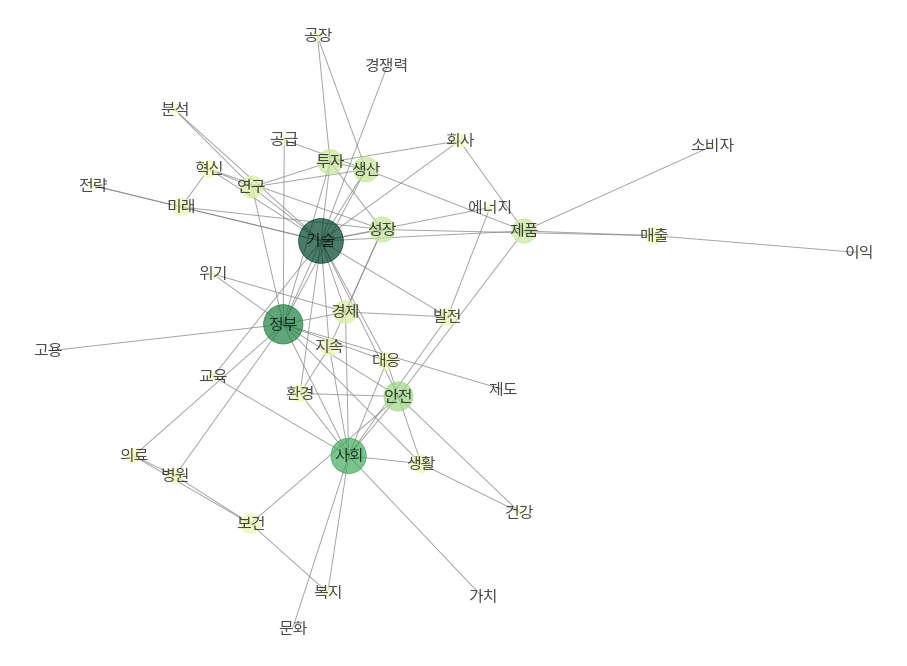 공장
경쟁력
분석
공급
회사
소비자
투자
혁신
생산
전략
연구
미래
에너지
성장
제품
매출
기술
이익
위기
경제
발전
정부
지속
고용
대응
교육
제도
환경
안전
의료
사회
생활
병원
건강
보건
복지
가치
문화